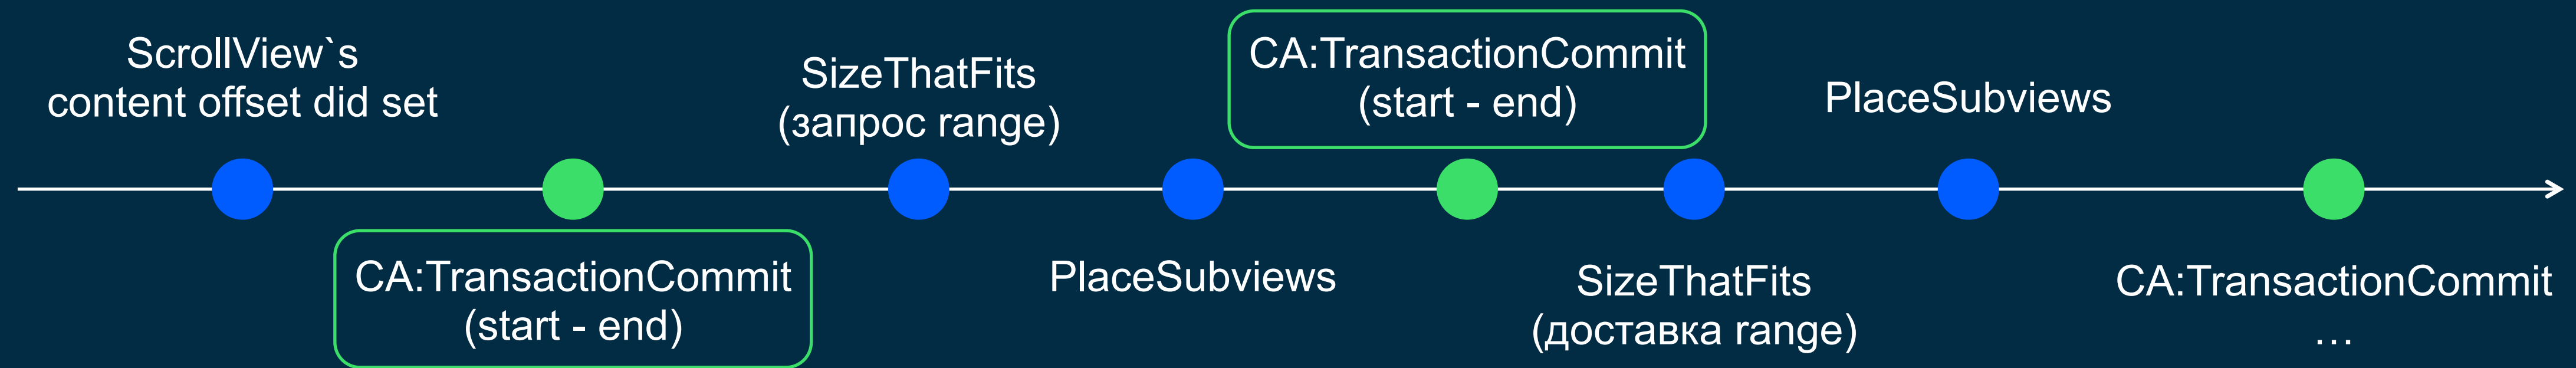 ScrollView`s
content offset did set
CA:TransactionCommit
(start - end)
SizeThatFits
(запрос range)
PlaceSubviews
CA:TransactionCommit
(start - end)
SizeThatFits
(доставка range)
PlaceSubviews
CA:TransactionCommit
...